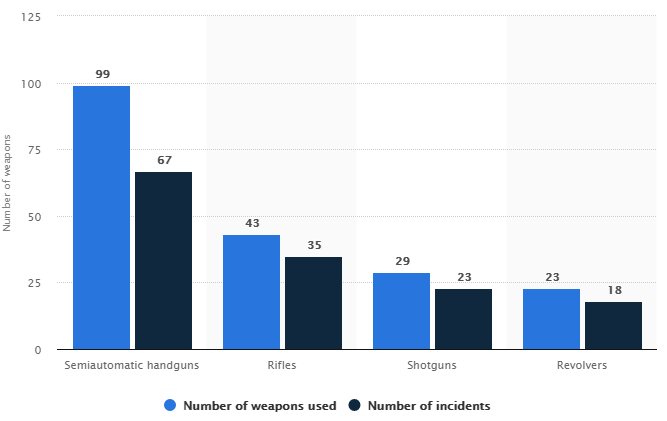 Number of weapons
125
100
75
50
25
0
99
67
43
35
29
23
23
18
Semiautomatic handguns
Rifles
Shotguns
Revolvers
Number of weapons used
Number of incidents